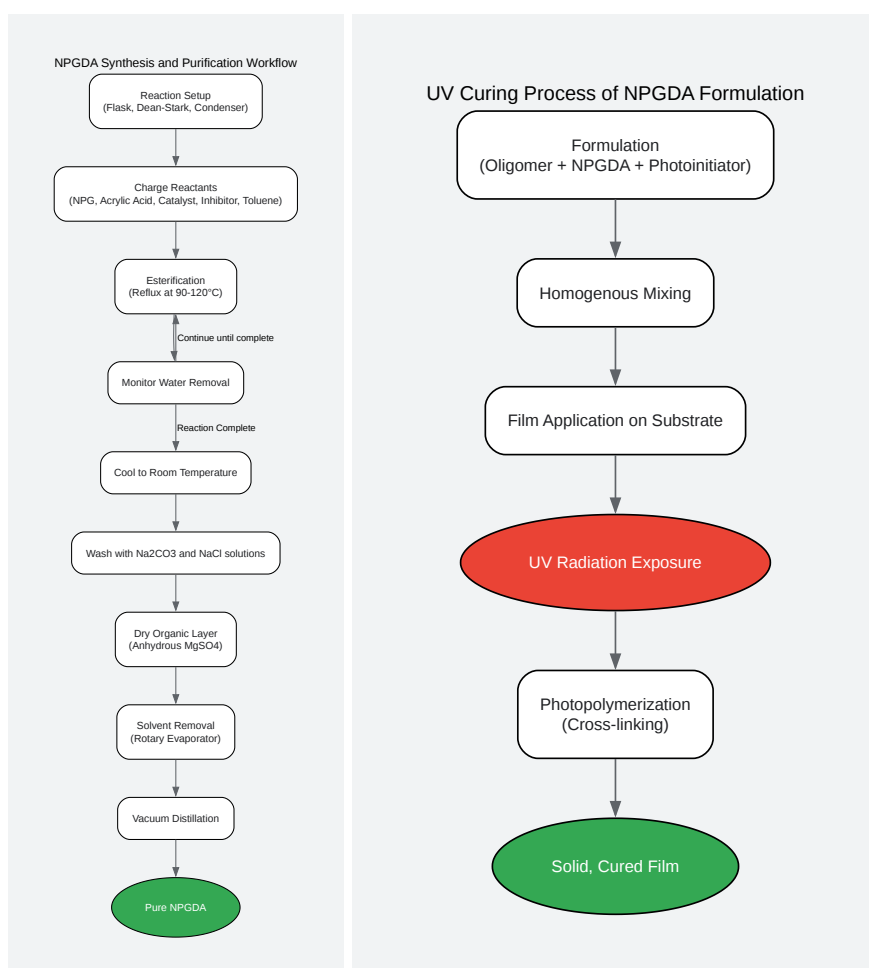 NPGDA Synthesis and Purification Workflow
Reaction Setup
(Flask, Dean-Stark, Condenser)
Charge Reactants
(NPG, Acrylic Acid, Catalyst, Inhibitor, Toluene)
Esterification
(Reflux at 90-120°C)
Continue until complete
Monitor Water Removal
Reaction Complete
Cool to Room Temperature
Wash with Na2CO3 and NaCl solutions
Dry Organic Layer
(Anhydrous MgSO4)
Solvent Removal
(Rotary Evaporator)
Vacuum Distillation
Pure NPGDA
UV Curing Process of NPGDA Formulation
Formulation
(Oligomer + NPGDA + Photoinitiator)
Homogenous Mixing
Film Application on Substrate
UV Radiation Exposure
Photopolymerization
(Cross-linking)
Solid, Cured Film